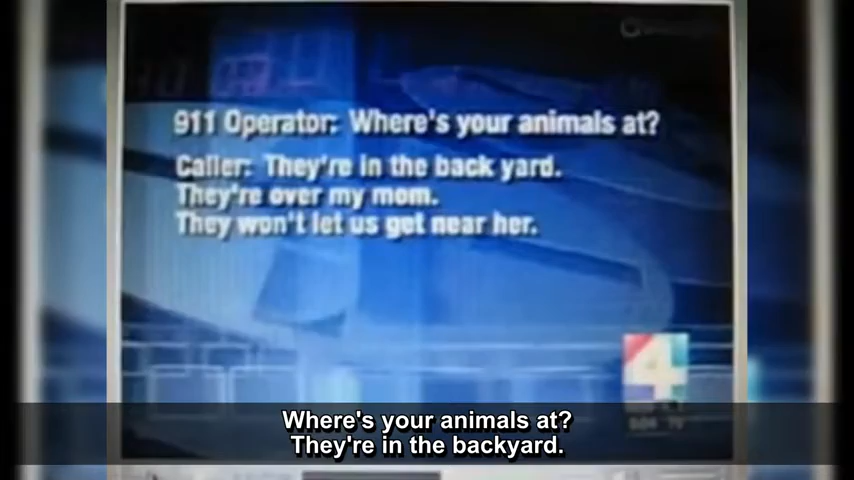 911 Operator: Where's your animals at?
Caller: They're in the back yard.
They're over my mom.
They won't let us get near her.
4
Where's your animals at?
They're in the backyard.